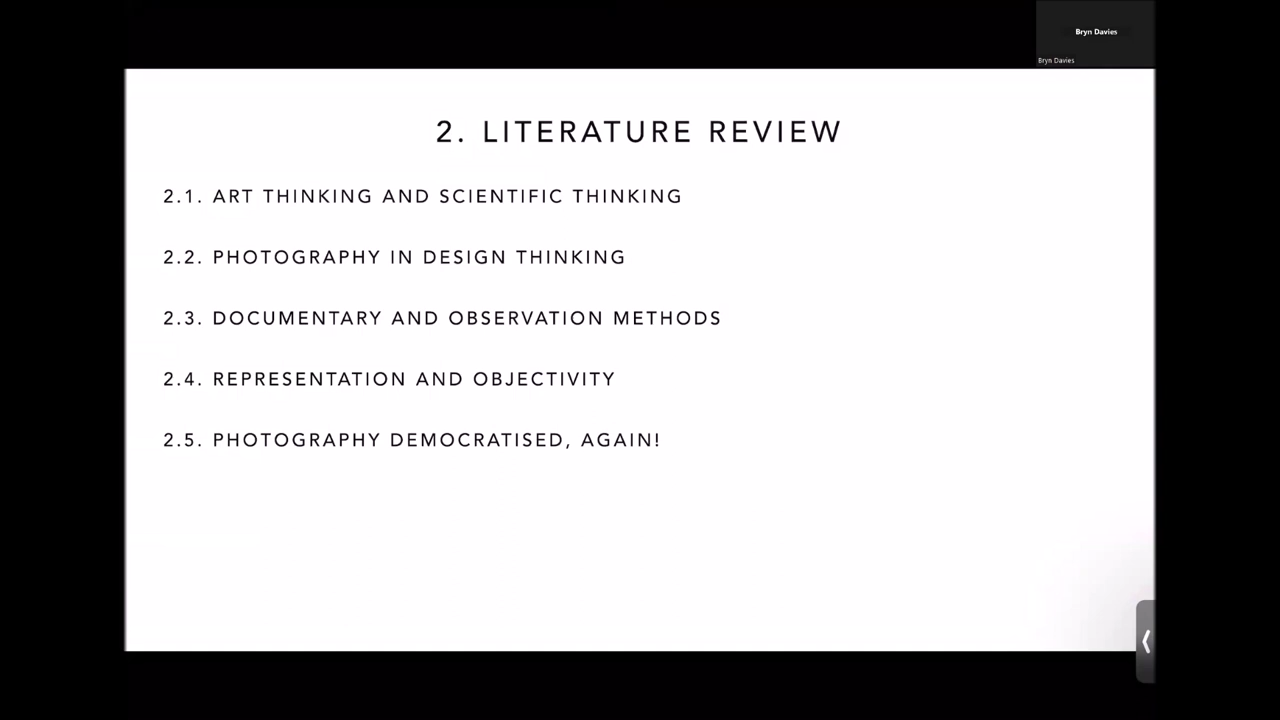 Bryn Davies
Bryn Davies
2. LITERATURE REVIEW
2.1. ART THINKING AND SCIENTIFIC THINKING
2.2. PHOTOGRAPHY IN DESIGN THINKING
2.3. DOCUMENTARY AND OBSERVATION METHODS
2.4. REPRESENTATION AND OBJECTIVITY
2.5. PHOTOGRAPHY DEMOCRATISED, AGAIN!